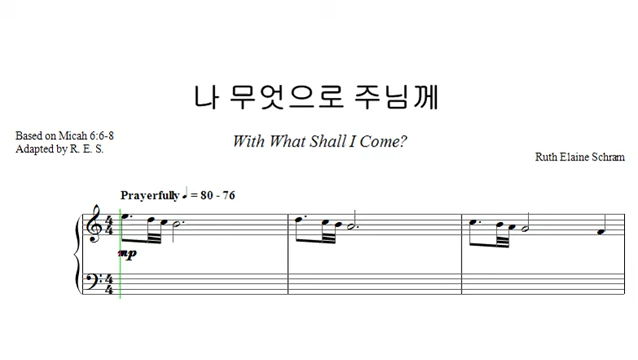 나 무엇으로 주님께
With What Shall I Come?
Based on Micah 6:6-8
Adapted by R. E. S.
Ruth Elaine Schram
Prayerfully ♩ = 80 - 76
mp